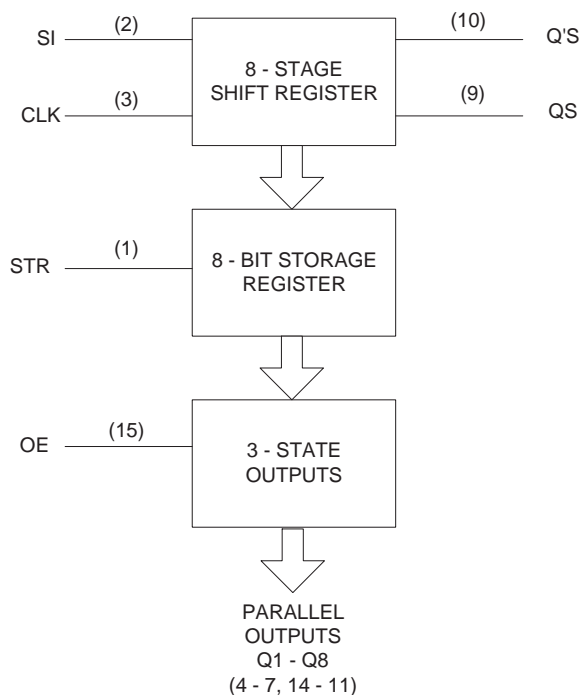 SI
(2)
8 - STAGE
SHIFT REGISTER
(10)
Q'S
CLK
(3)
(9)
QS
STR
(1)
8 - BIT STORAGE
REGISTER
OE
(15)
3 - STATE
OUTPUTS
PARALLEL
OUTPUTS
Q1 - Q8
(4 - 7, 14 - 11)